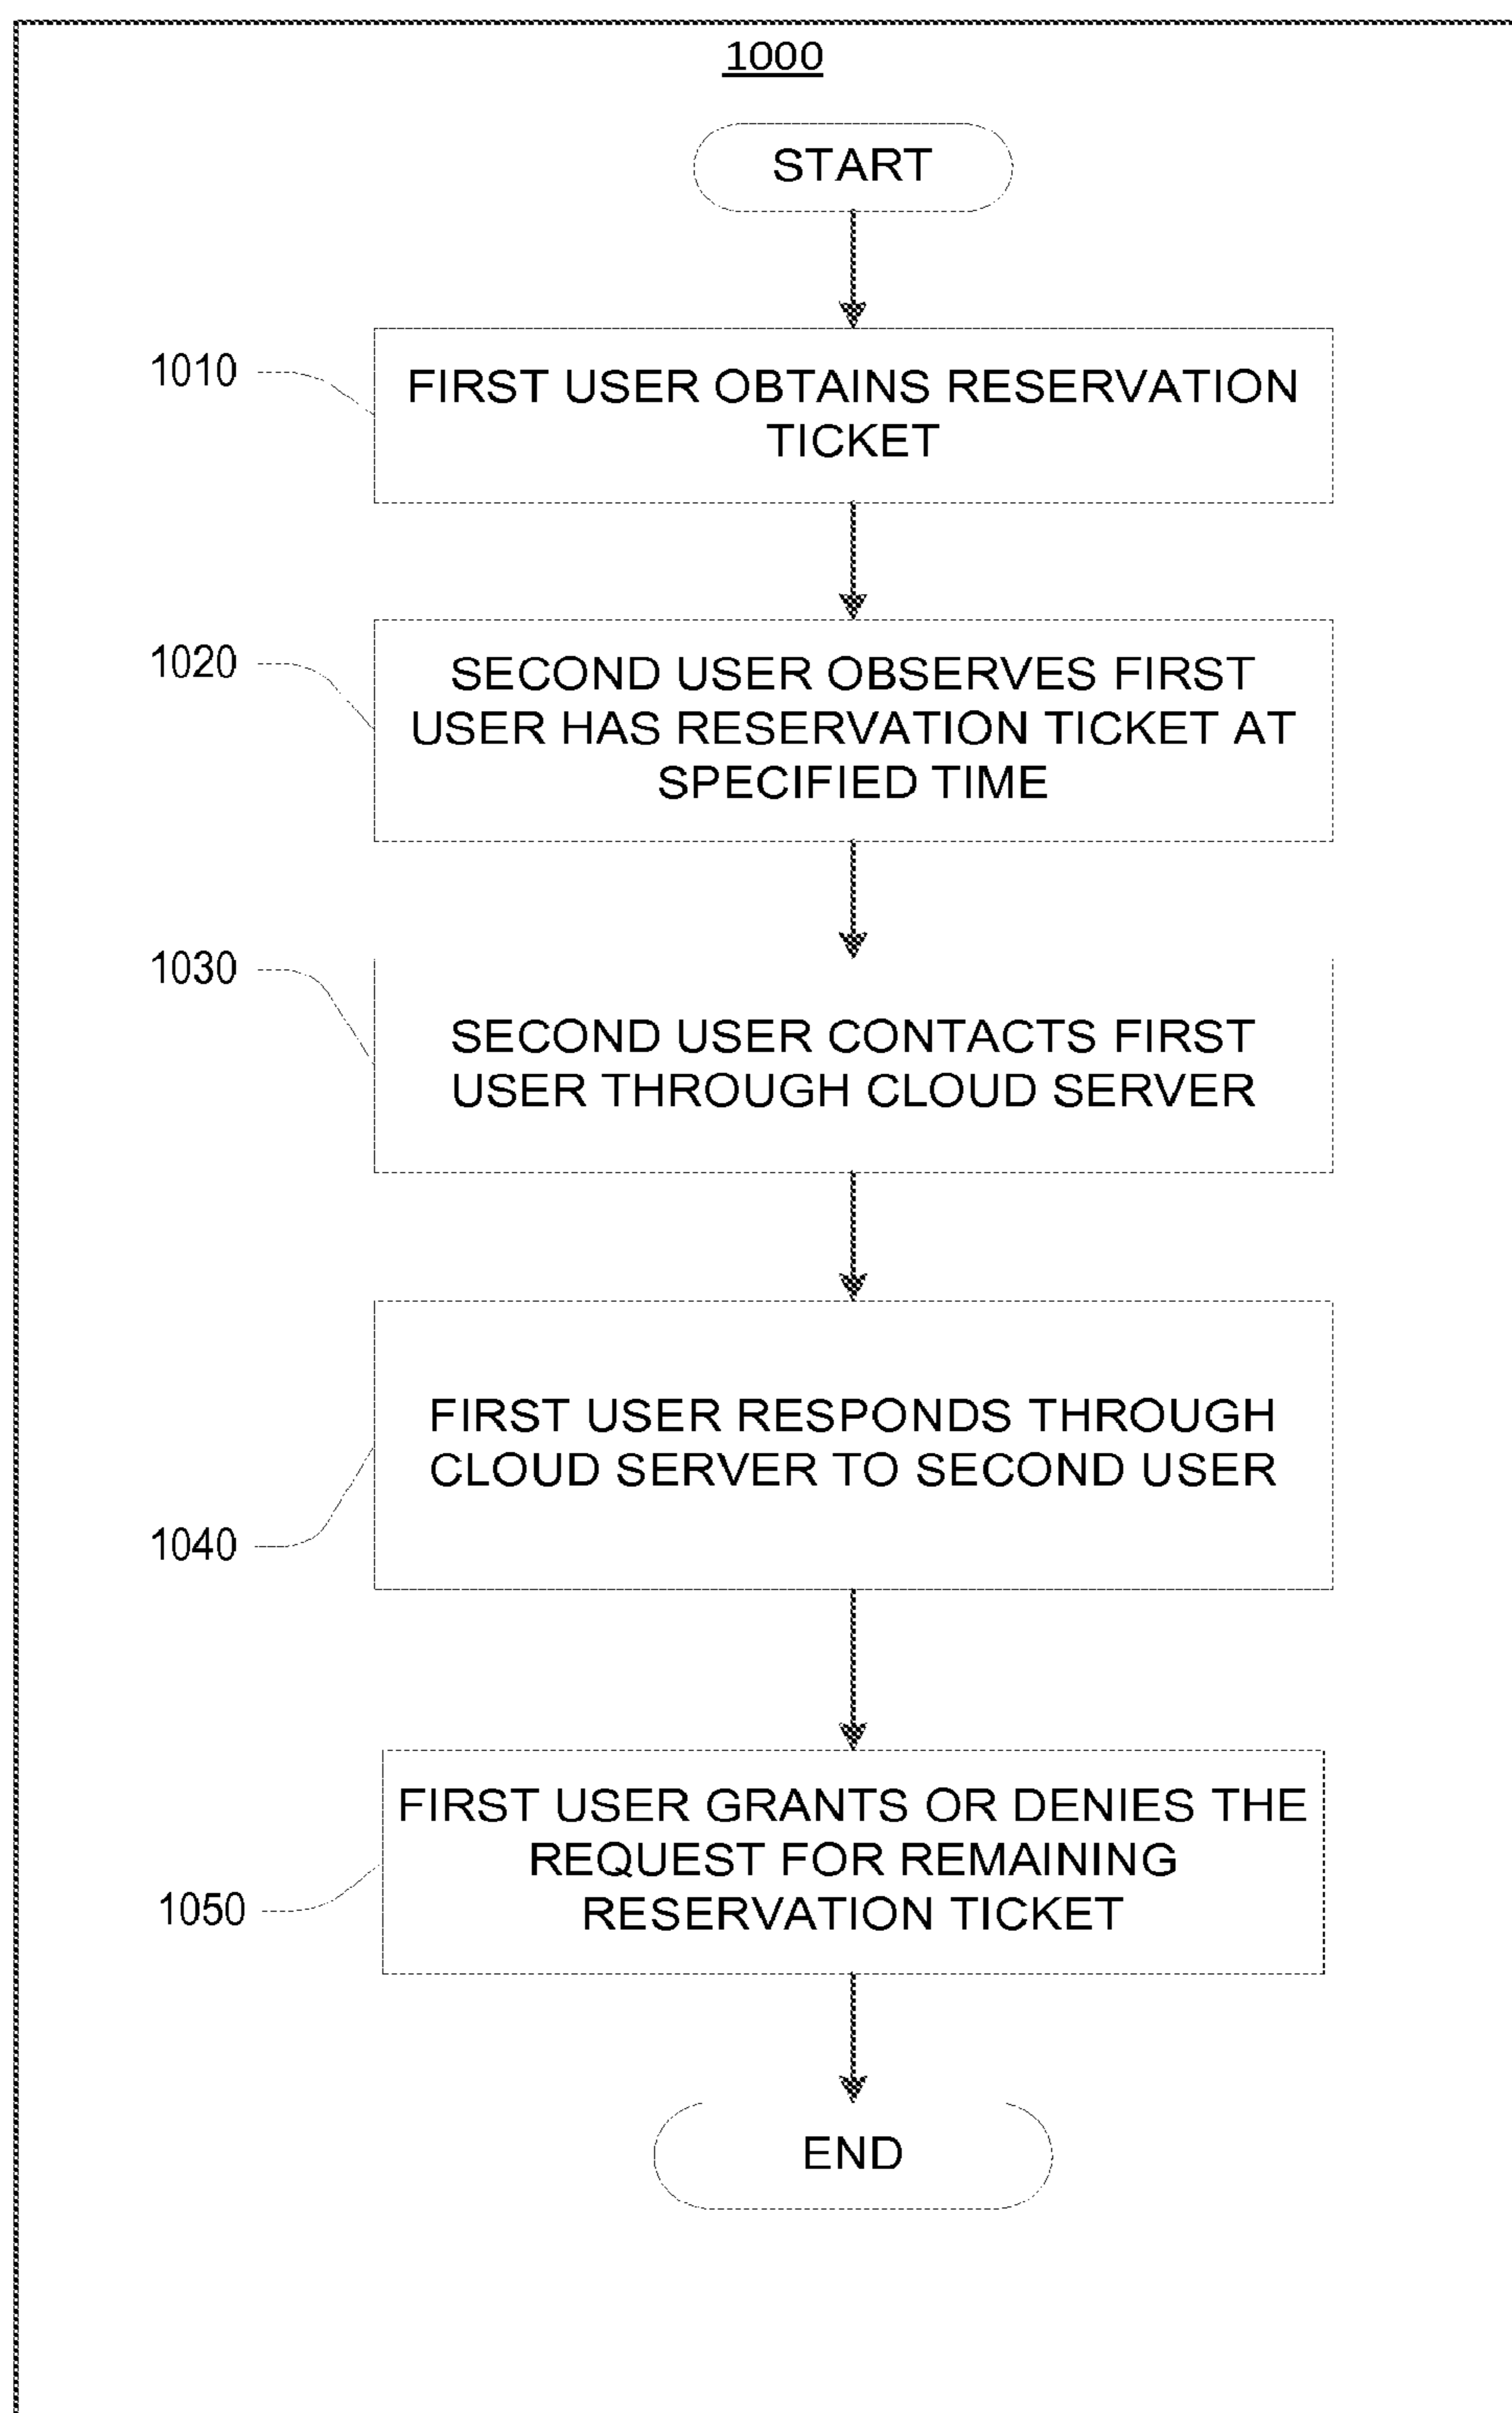 1000
START
1010
FIRST USER OBTAINS RESERVATION
TICKET
1020
SECOND USER OBSERVES FIRST
USER HAS RESERVATION TICKET AT
SPECIFIED TIME
1030
SECOND USER CONTACTS FIRST
USER THROUGH CLOUD SERVER
FIRST USER RESPONDS THROUGH
CLOUD SERVER TO SECOND USER
1040
FIRST USER GRANTS OR DENIES THE
REQUEST FOR REMAINING
RESERVATION TICKET
1050
END